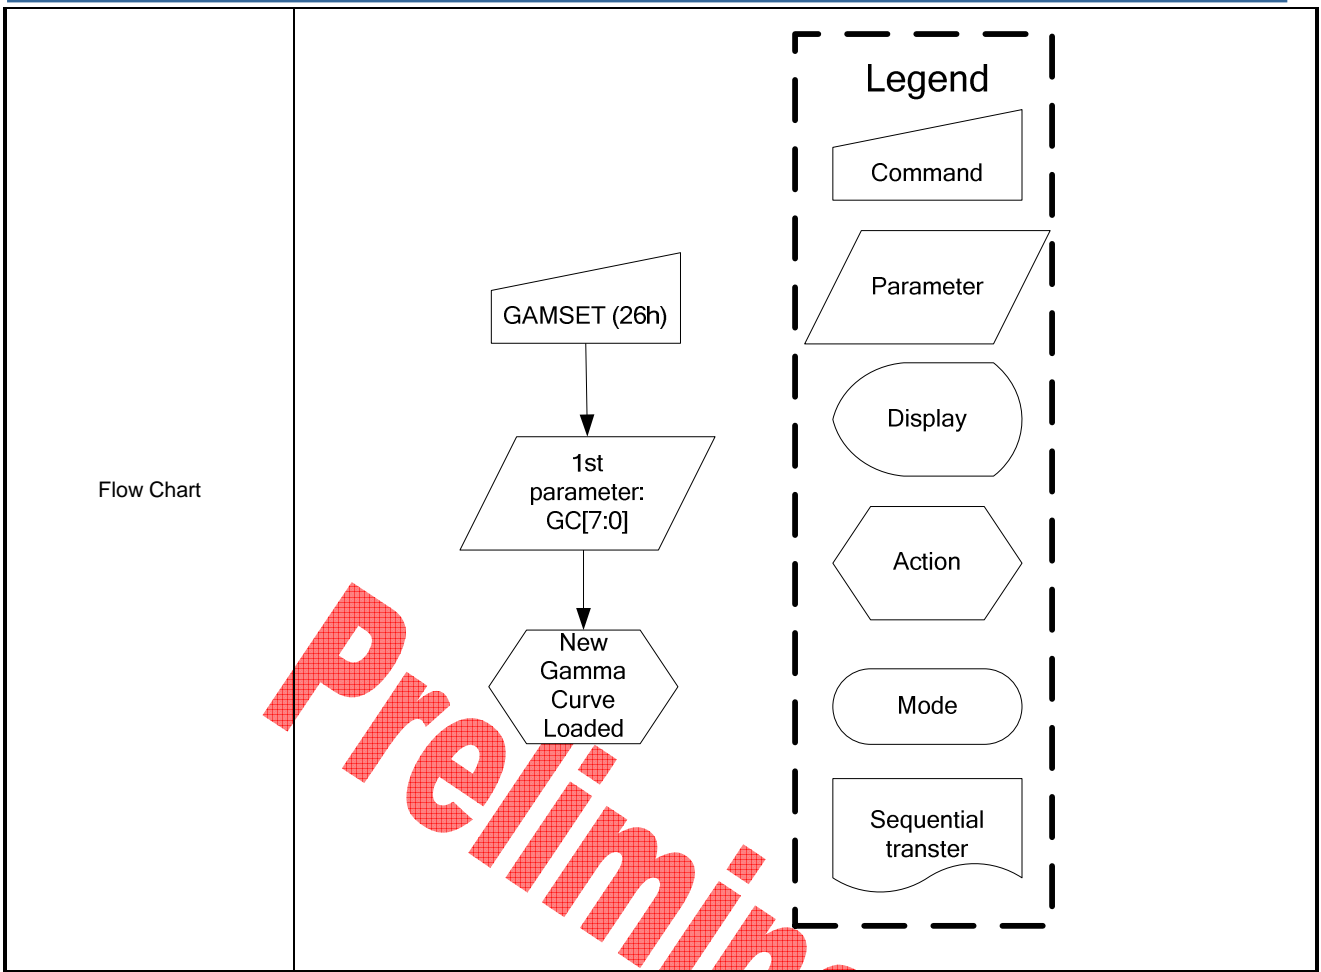 Flow Chart
GAMSET (26h)
1st
parameter:
GC[7:0]
New
Gamma
Curve
Loaded
Legend
Command
Parameter
Display
Action
Mode
Sequential
transter